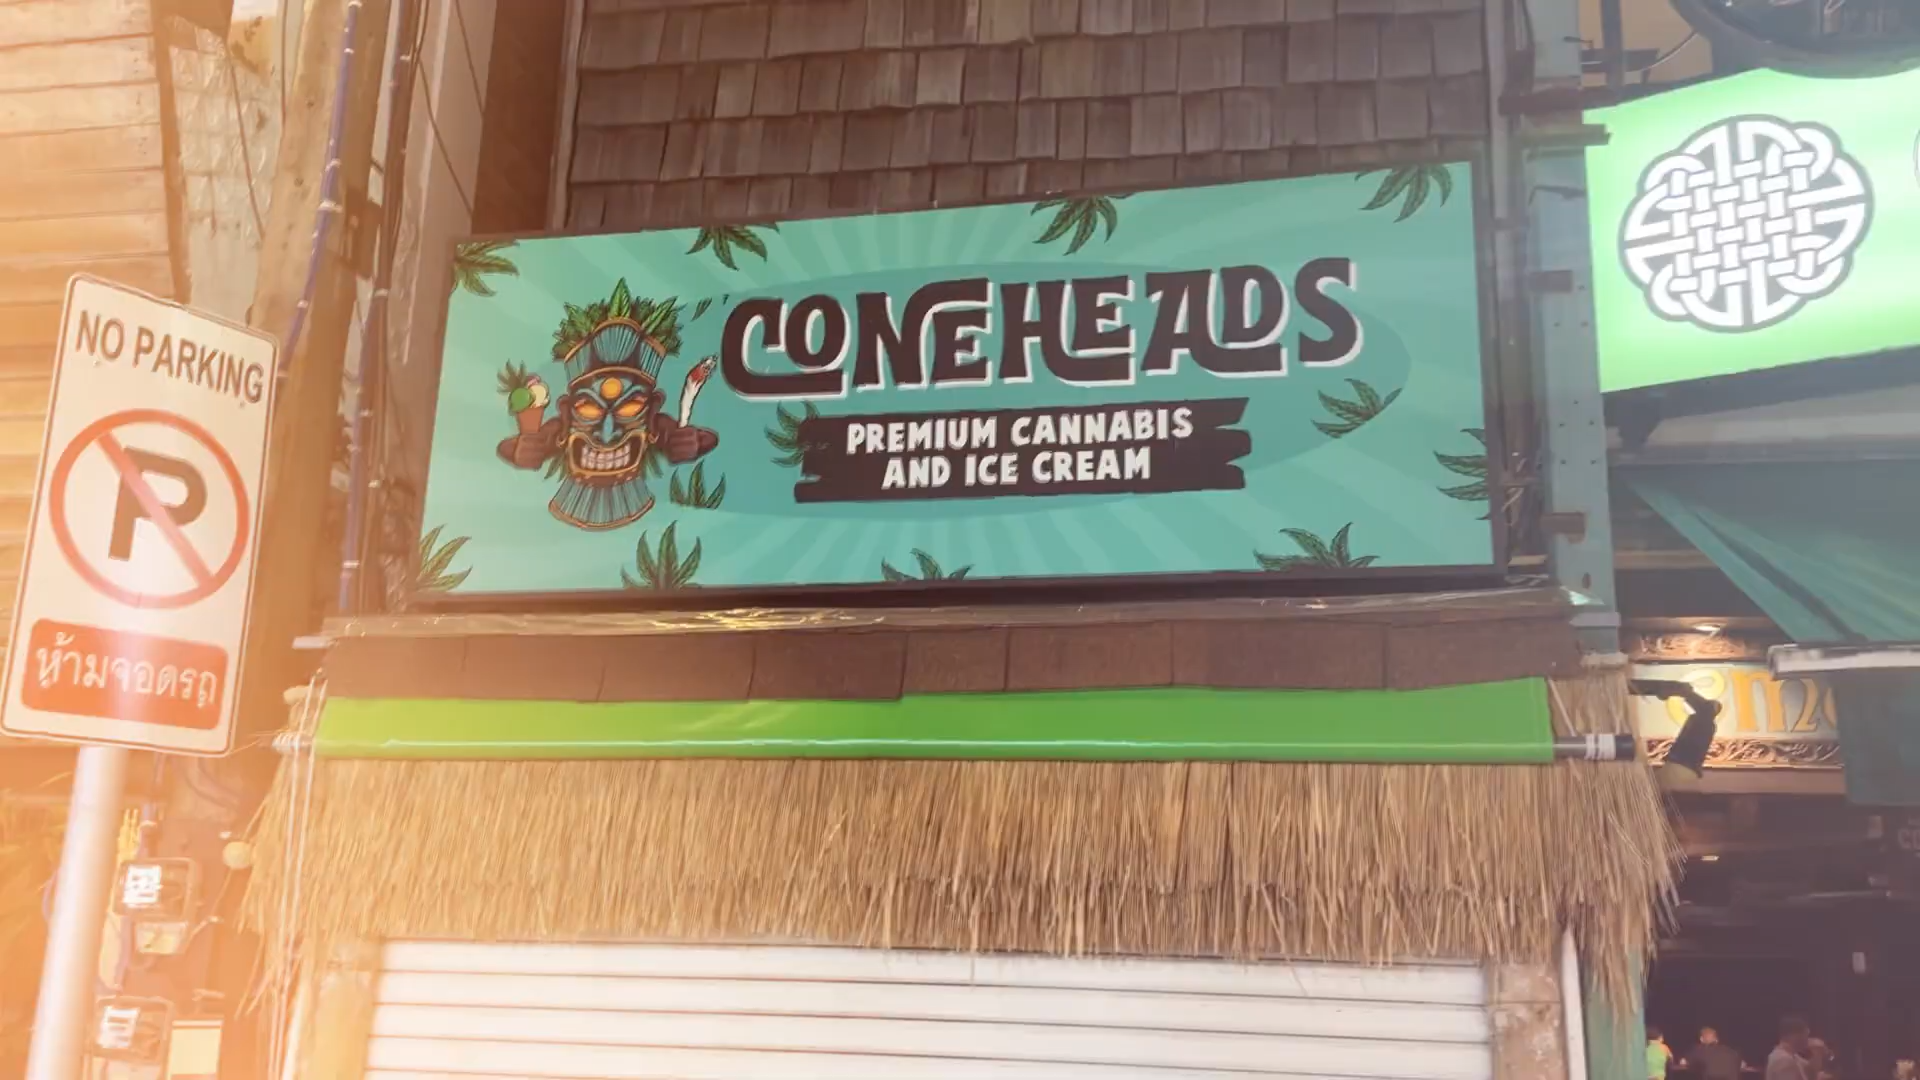 NO PARKING
P
ห้ามจอดรถ
CONEHEADS
PREMIUM CANNABIS
AND ICE CREAM